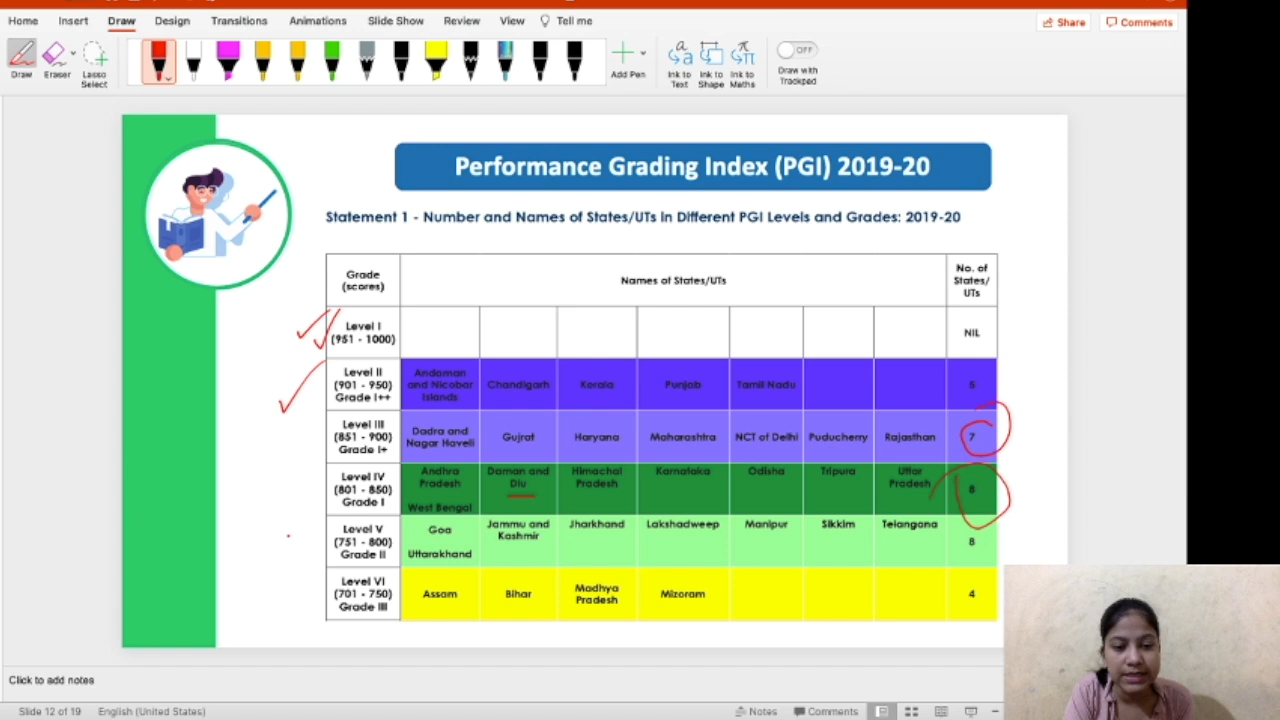 Home Insert Draw Design Transitions Animations Slide Show Review View Tell me Share Comments
Draw Eraser Lasso Select Add Pen Ink to Text Ink to Shape Ink to Maths OFF Draw with Trackpad
Performance Grading Index (PGI) 2019-20
Statement 1 - Number and Names of States/UTs in Different PGI Levels and Grades: 2019-20
Grade (scores) Names of States/UTs No. of States/ UTs
Level I (951 - 1000) NIL
Level II (901 - 950) Grade I++ Andaman and Nicobar Islands Chandigarh Kerala Punjab Tamil Nadu 5
Level III (851 - 900) Grade I+ Dadra and Nagar Haveli Gujrat Haryana Maharashtra NCT of Delhi Puducherry Rajasthan 7
Level IV (801 - 850) Grade I Andhra Pradesh West Bengal Daman and Diu Himachal Pradesh Karnataka Odisha Tripura Uttar Pradesh 8
Level V (751 - 800) Grade II Goa Uttarakhand Jammu and Kashmir Jharkhand Lakshadweep Manipur Sikkim Telangana 8
Level VI (701 - 750) Grade III Assam Bihar Madhya Pradesh Mizoram 4
Click to add notes
Slide 12 of 19 English (United States) Notes Comments